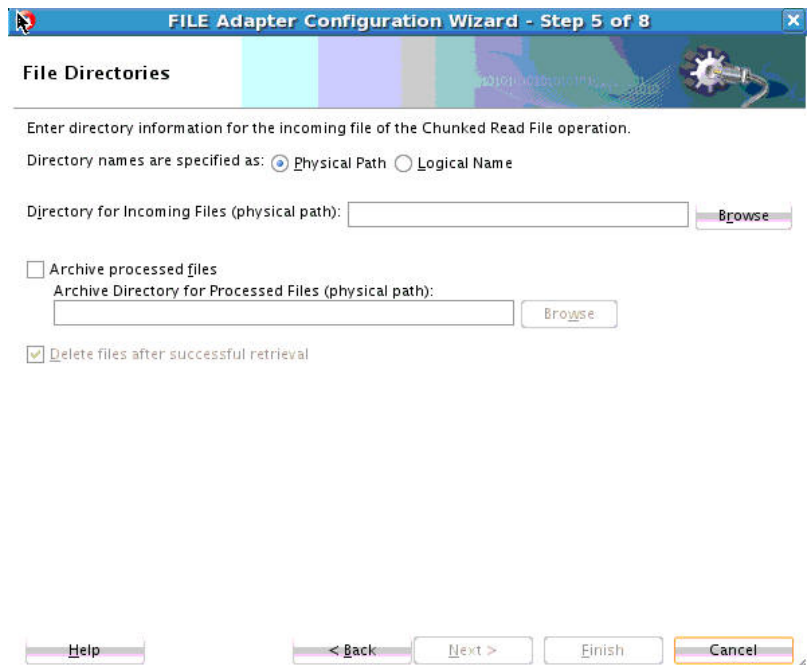 FILE Adapter Configuration Wizard - Step 5 of 8
File Directories
Enter directory information for the incoming file of the Chunked Read File operation.
Directory names are specified as: Physical Path Logical Name
Directory for Incoming Files (physical path): Browse
Archive processed files
Archive Directory for Processed Files (physical path):
Browse
Delete files after successful retrieval
Help < Back Next > Finish Cancel